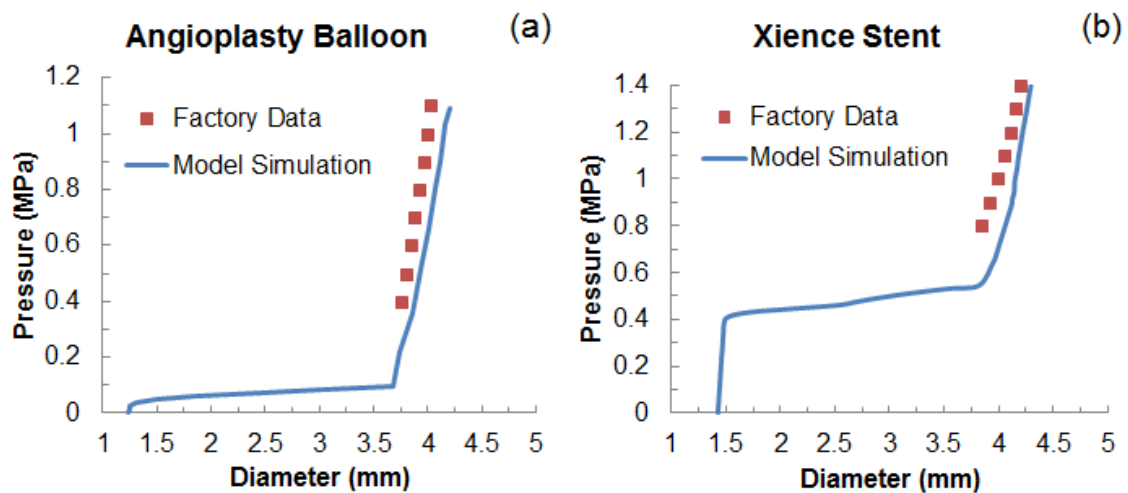 Angioplasty Balloon
(a)
1.2
1
0.8
0.6
0.4
0.2
0
Pressure (MPa)
Factory Data
Model Simulation
1 1.5 2 2.5 3 3.5 4 4.5 5
Diameter (mm)
Xience Stent
(b)
1.4
1.2
1
0.8
0.6
0.4
0.2
0
Pressure (MPa)
Factory Data
Model Simulation
1 1.5 2 2.5 3 3.5 4 4.5 5
Diameter (mm)